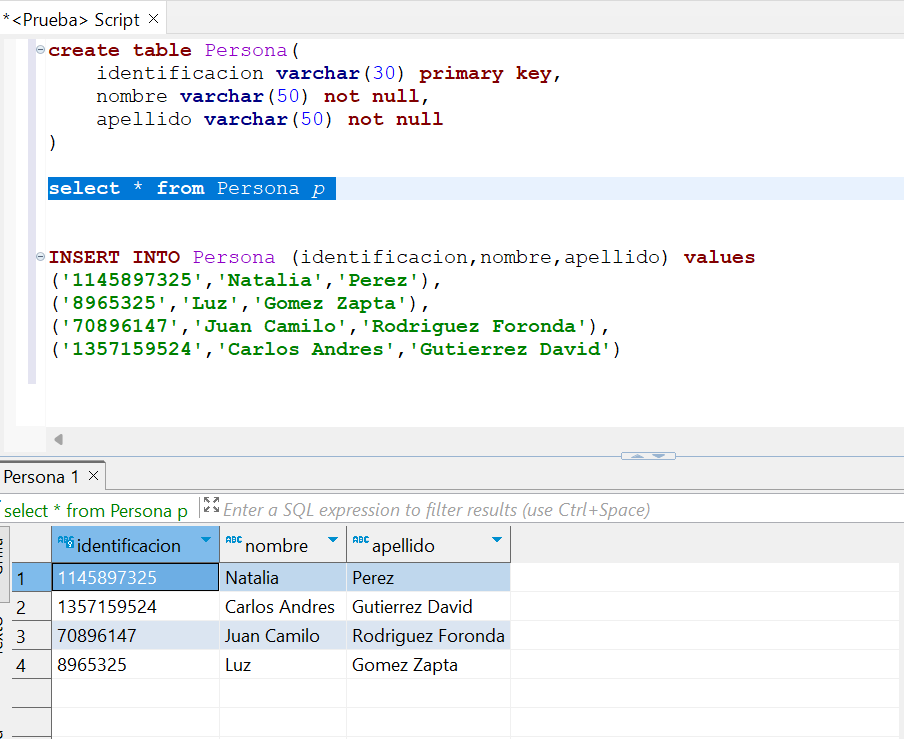 *<Prueba> Script
create table Persona(
identificacion varchar(30) primary key,
nombre varchar(50) not null,
apellido varchar(50) not null
)
select * from Persona p
INSERT INTO Persona (identificacion,nombre,apellido) values
('1145897325','Natalia','Perez'),
('8965325','Luz','Gomez Zapta'),
('70896147','Juan Camilo','Rodriguez Foronda'),
('1357159524','Carlos Andres','Gutierrez David')
Persona 1
select * from Persona p Enter a SQL expression to filter results (use Ctrl+Space)
ABC identificacion ABC nombre ABC apellido
1 1145897325 Natalia Perez
2 1357159524 Carlos Andres Gutierrez David
3 70896147 Juan Camilo Rodriguez Foronda
4 8965325 Luz Gomez Zapta